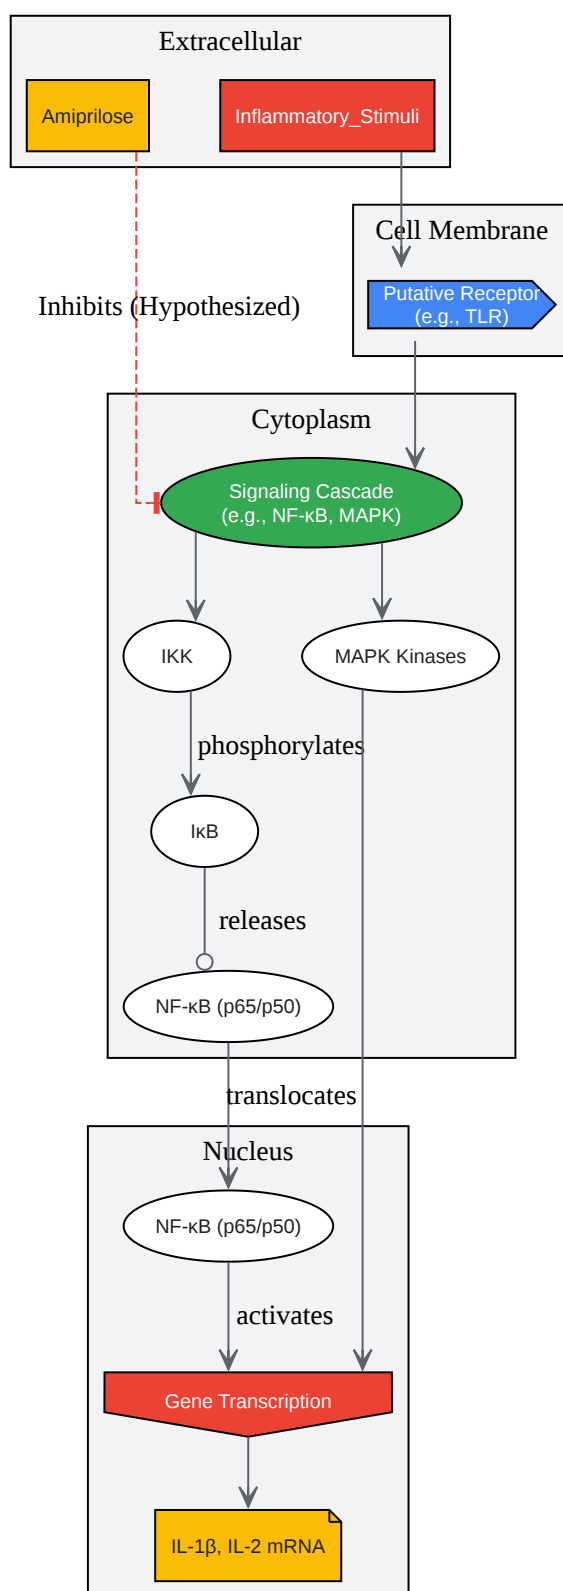 Extracellular
Amiprilose
Inflammatory_Stimuli
Cell Membrane
Putative Receptor
(e.g., TLR)
Inhibits (Hypothesized)
Cytoplasm
Signaling Cascade
(e.g., NF-κB, MAPK)
IKK
MAPK Kinases
phosphorylates
IκB
releases
NF-κB (p65/p50)
translocates
Nucleus
NF-κB (p65/p50)
activates
Gene Transcription
IL-1β, IL-2 mRNA